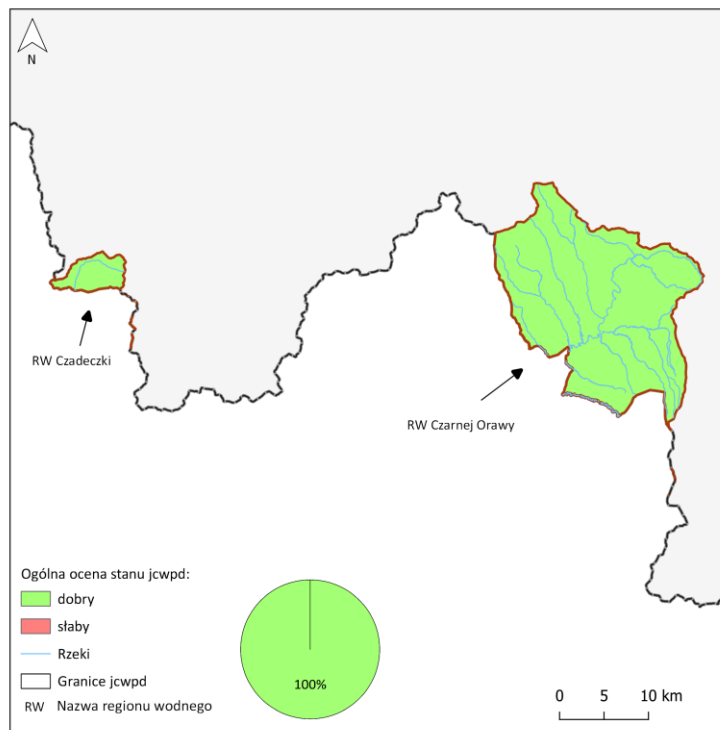 N
RW Czadeczki
RW Czarnej Orawy
Ogólna ocena stanu jcwpd:
dobry
słaby
Rzeki
Granice jcwpd
RW Nazwa regionu wodnego
100%
0 5 10 km